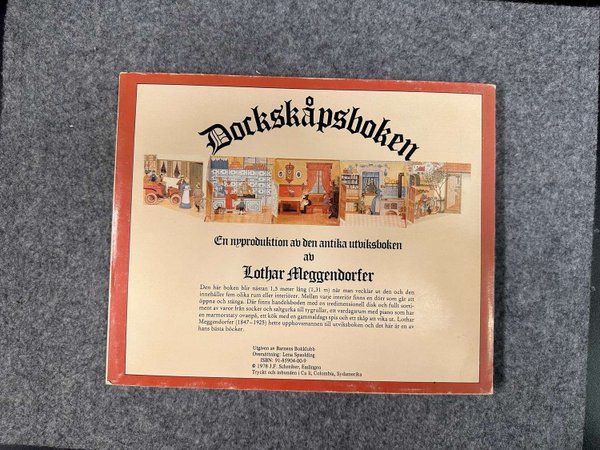 Dockskåpsboken
En nyproduktion av den antika utviksboken
av
Lothar Meggendorfer
Den här boken blir nästan 1,5 meter lång (1,31 m) när man vecklar ut den och den
innehåller fem olika rum eller interiörer. Mellan varje interiör finns en dörr som går att
öppna och stänga. Där finns handelsboden med en tredimensionell disk och fullt sorti-
ment av varor från socker och saltgurka till tygrullar, ett vardagsrum med piano som har
en marmorstaty ovanpå, ett kök med en gammaldags spis och ett skåp att vika ut. Lothar
Meggendorfer (1847–1925) hette upphovsmannen till utviksboken och det här är en av
hans bästa böcker.
Utgiven av Barnens Bokklubb
Översättning: Lena Spaulding
ISBN: 91-85904-00-9
© 1978 J.F. Schreiber, Esslingen
Tryckt och inbunden i Ca li, Colombia, Sydamerika